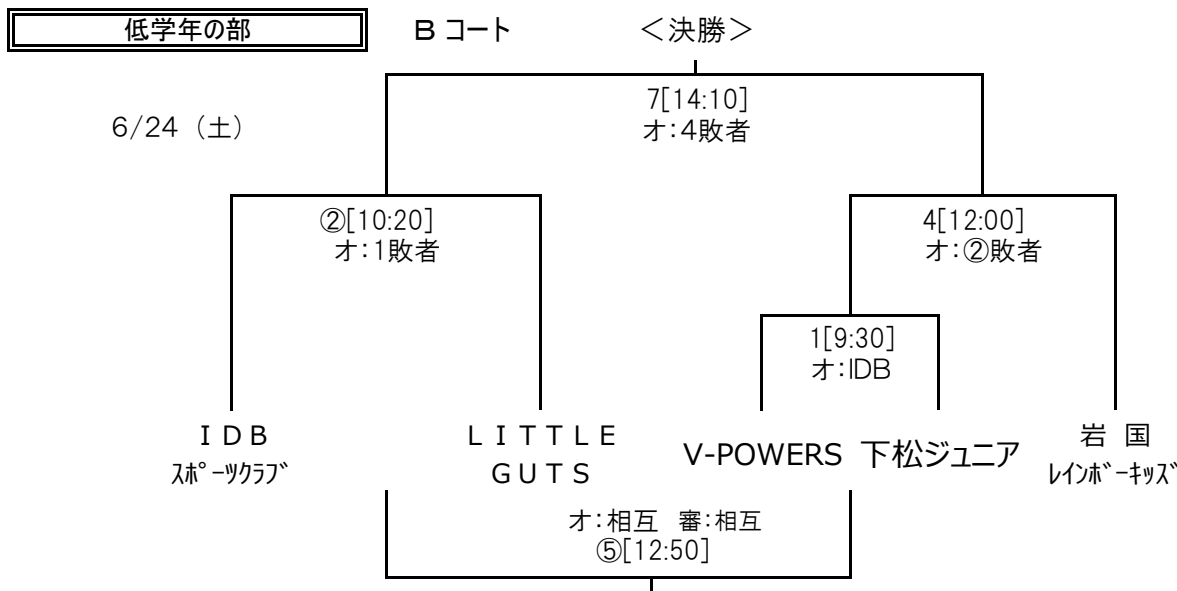 低学年の部 B コート ＜決勝＞
7[14:10]
オ:4敗者
6/24（土）
②[10:20]
オ:1敗者
4[12:00]
オ:②敗者
1[9:30]
オ:IDB
ＩＤＢ
ｽﾎﾟｰﾂｸﾗﾌﾞ
ＬＩＴＴＬＥ
ＧＵＴＳ
V-POWERS
下松ジュニア
岩 国
ﾚｲﾝﾎﾞｰｷｯｽﾞ
オ:相互 審:相互
⑤[12:50]